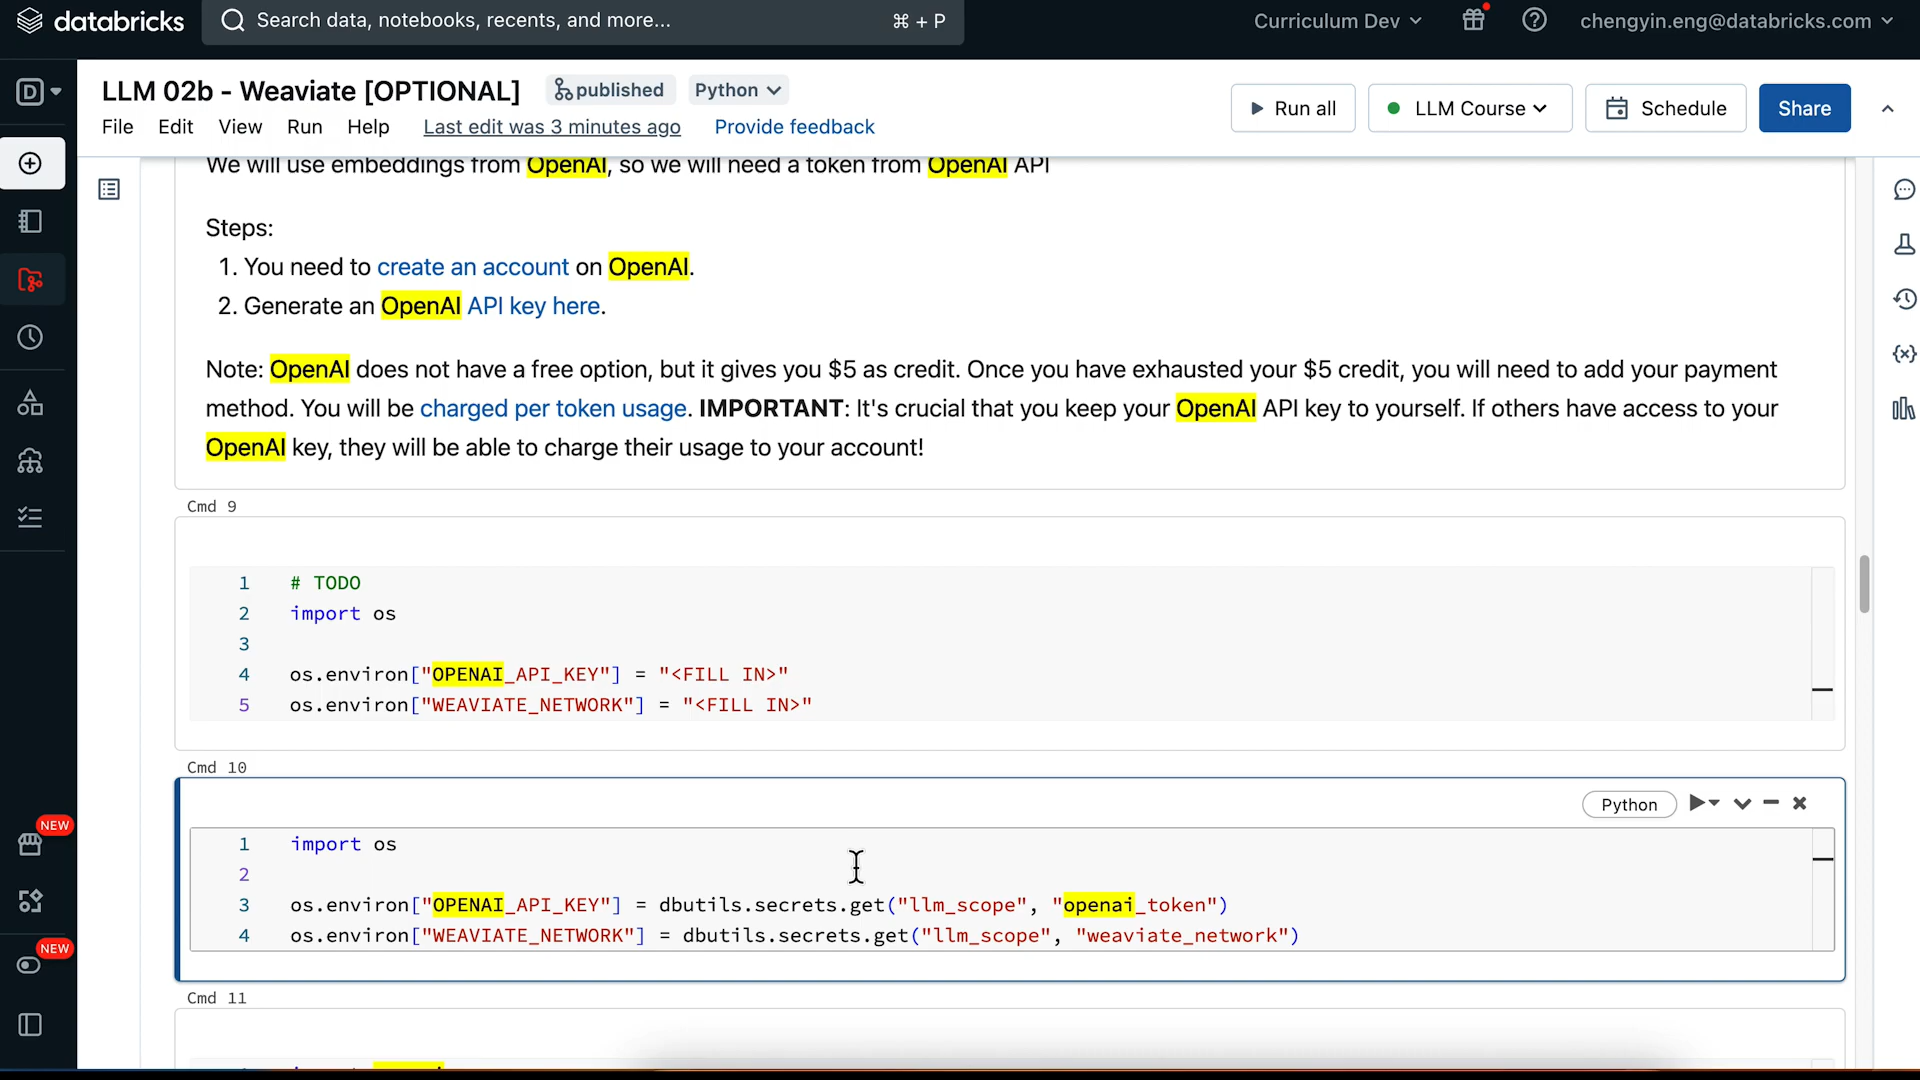 databricks
Search data, notebooks, recents, and more...
⌘ + P
Curriculum Dev
chengyin.eng@databricks.com
D
LLM 02b - Weaviate [OPTIONAL]
published
Python
File Edit View Run Help Last edit was 3 minutes ago Provide feedback
Run all
LLM Course
Schedule
Share
We will use embeddings from OpenAI, so we will need a token from OpenAI API
Steps:
1. You need to create an account on OpenAI.
2. Generate an OpenAI API key here.
Note: OpenAI does not have a free option, but it gives you $5 as credit. Once you have exhausted your $5 credit, you will need to add your payment
method. You will be charged per token usage. IMPORTANT: It's crucial that you keep your OpenAI API key to yourself. If others have access to your
OpenAI key, they will be able to charge their usage to your account!
Cmd 9
1 # TODO
2 import os
3
4 os.environ["OPENAI_API_KEY"] = "<FILL IN>"
5 os.environ["WEAVIATE_NETWORK"] = "<FILL IN>"
Cmd 10
Python
1 import os
2
3 os.environ["OPENAI_API_KEY"] = dbutils.secrets.get("llm_scope", "openai_token")
4 os.environ["WEAVIATE_NETWORK"] = dbutils.secrets.get("llm_scope", "weaviate_network")
Cmd 11
NEW
NEW